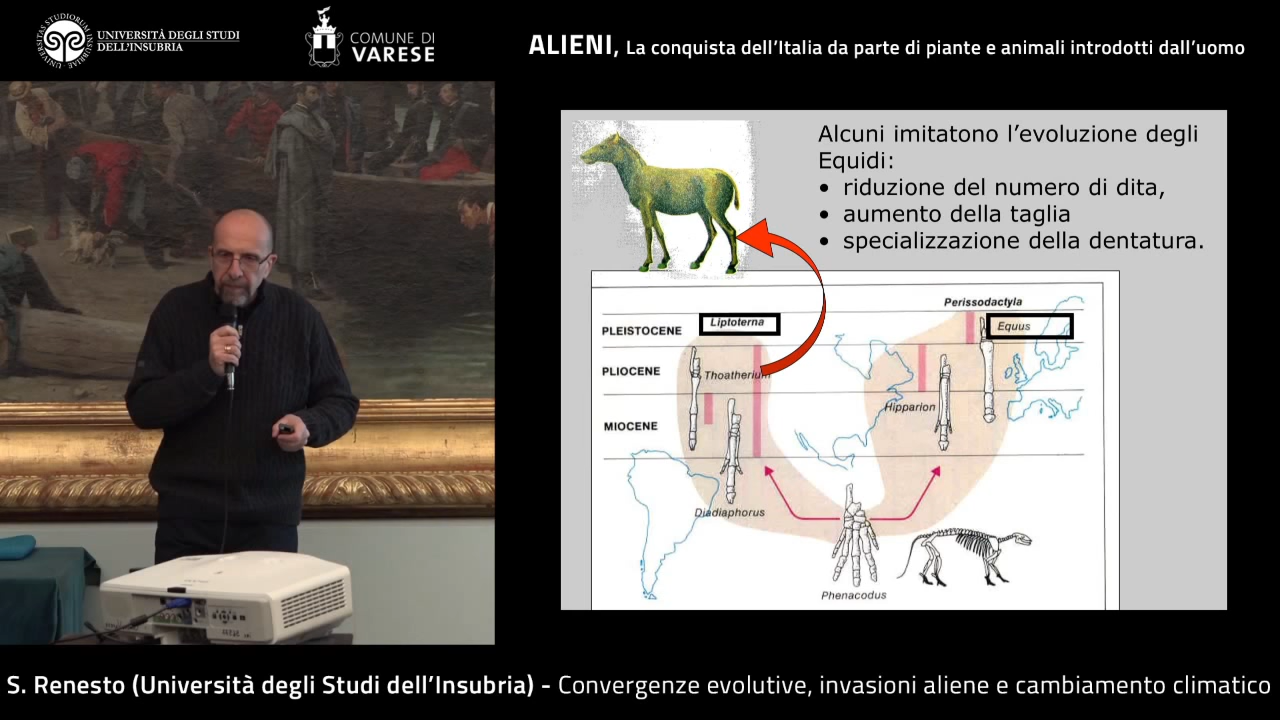 UNIVERSITÀ DEGLI STUDI
DELL'INSUBRIA
COMUNE DI
VARESE
ALIENI, La conquista dell'Italia da parte di piante e animali introdotti dall'uomo
Alcuni imitatono l'evoluzione degli
Equidi:
• riduzione del numero di dita,
• aumento della taglia
• specializzazione della dentatura.
Perissodactyla
PLEISTOCENE
Liptoterna
Equus
PLIOCENE
Thoatherium
Hipparion
MIOCENE
Diadiaphorus
Phenacodus
S. Renesto (Università degli Studi dell'Insubria) - Convergenze evolutive, invasioni aliene e cambiamento climatico